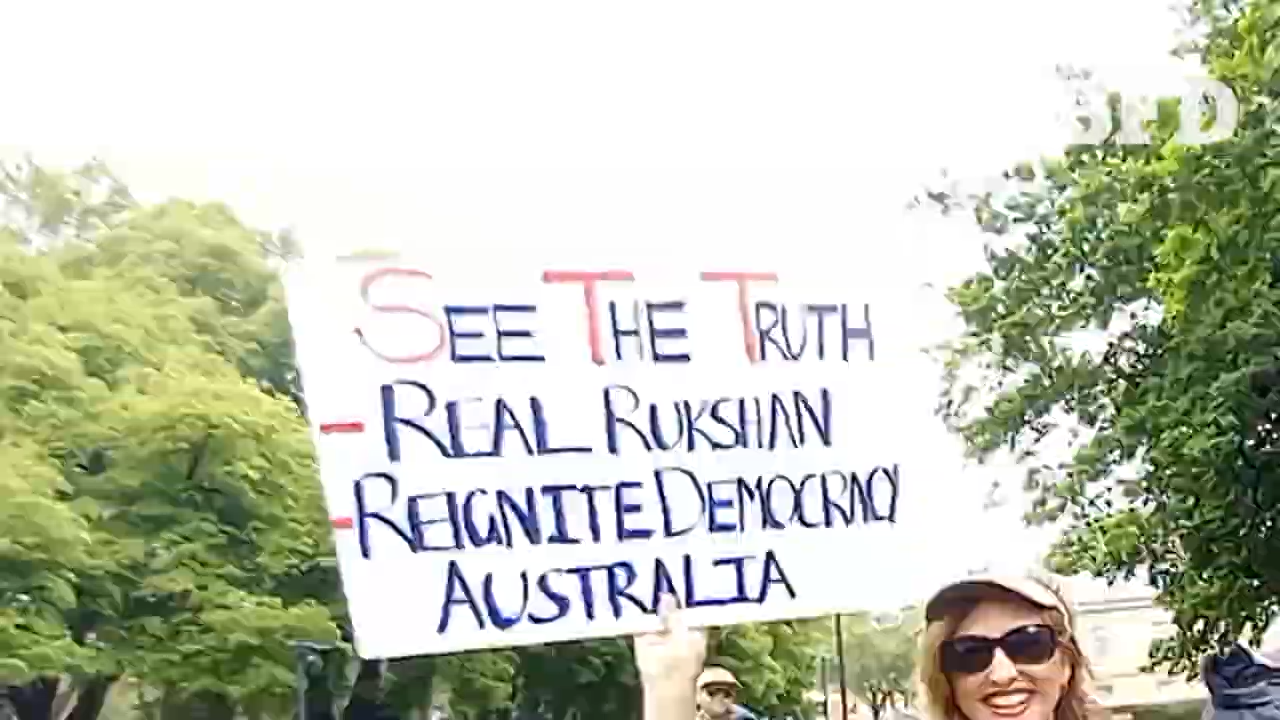 SEE THE TRUTH
- REAL RUKSHAN
- REIGNITE DEMOCRACY
AUSTRALIA